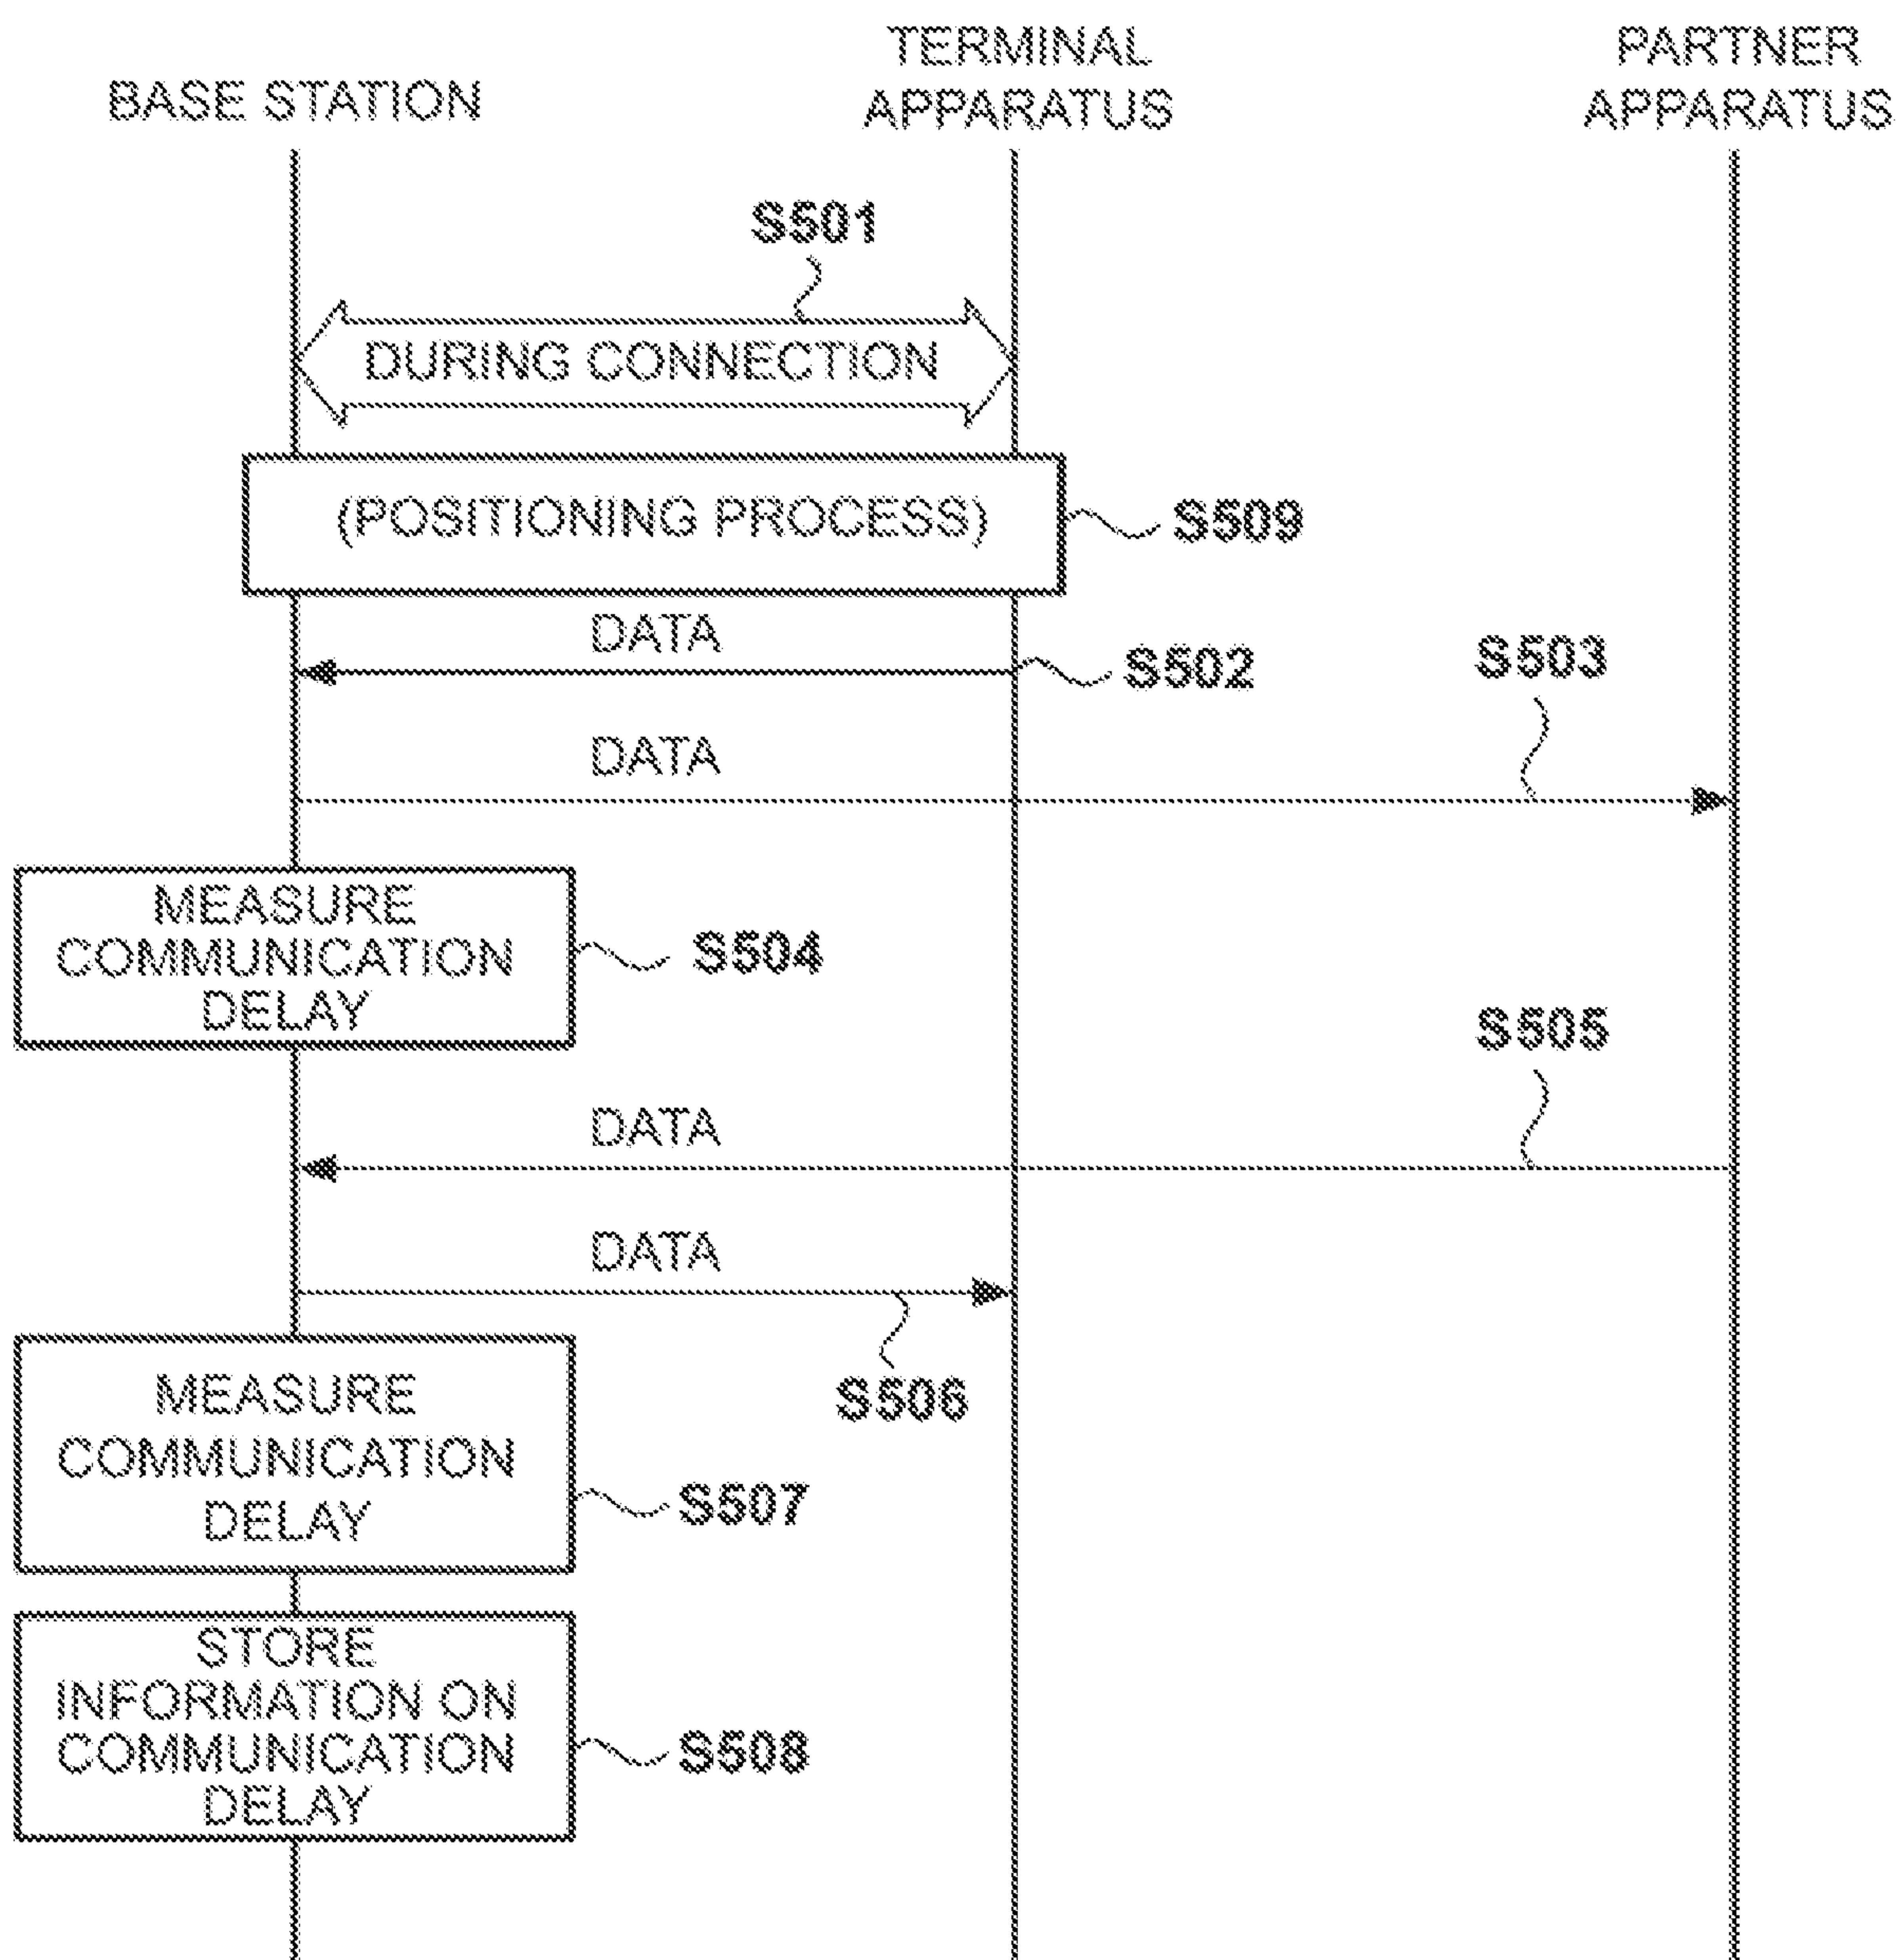 BASE STATION
TERMINAL
APPARATUS
PARTNER
APPARATUS
S501
DURING CONNECTION
(POSITIONING PROCESS)
S509
DATA
S502
S503
DATA
MEASURE
COMMUNICATION
DELAY
S504
S505
DATA
DATA
S506
MEASURE
COMMUNICATION
DELAY
S507
STORE
INFORMATION ON
COMMUNICATION
DELAY
S508